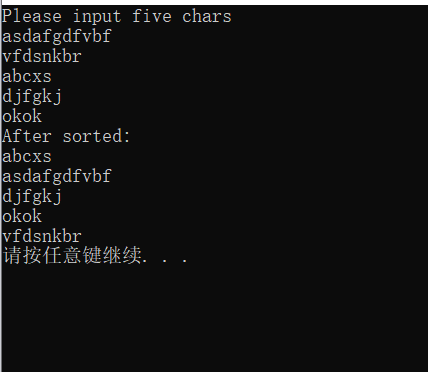 Please input five chars
asdafgdfvbf
vfdsnkbr
abcxs
djfgkj
okok
After sorted:
abcxs
asdafgdfvbf
djfgkj
okok
vfdsnkbr
请按任意键继续. . .